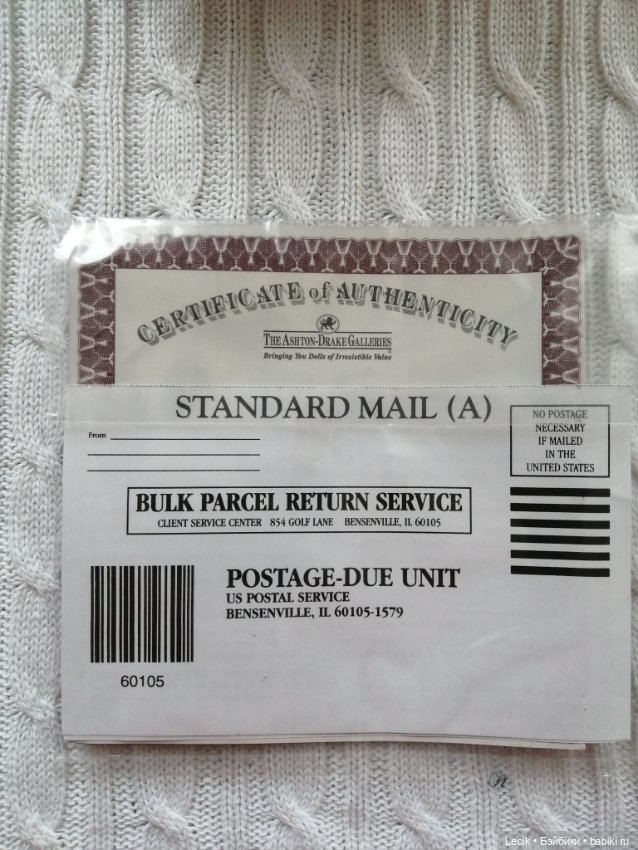 CERTIFICATE of AUTHENTICITY
THE ASHTON-DRAKE GALLERIES
Bringing You Dolls of Irresistible Value
STANDARD MAIL (A)
From
NO POSTAGE
NECESSARY
IF MAILED
IN THE
UNITED STATES
BULK PARCEL RETURN SERVICE
CLIENT SERVICE CENTER 854 GOLF LANE BENSENVILLE, IL 60105
POSTAGE-DUE UNIT
US POSTAL SERVICE
BENSENVILLE, IL 60105-1579
60105
Lecik • Бэйбики • babiki.ru